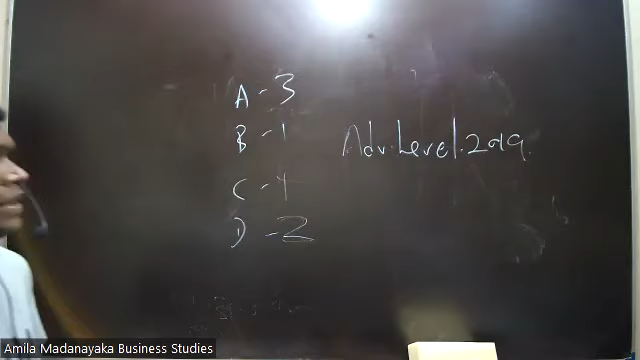 A - 3
B - 1
Adv. Level. 2019.
C - 4
D - 2
Amila Madanayaka Business Studies